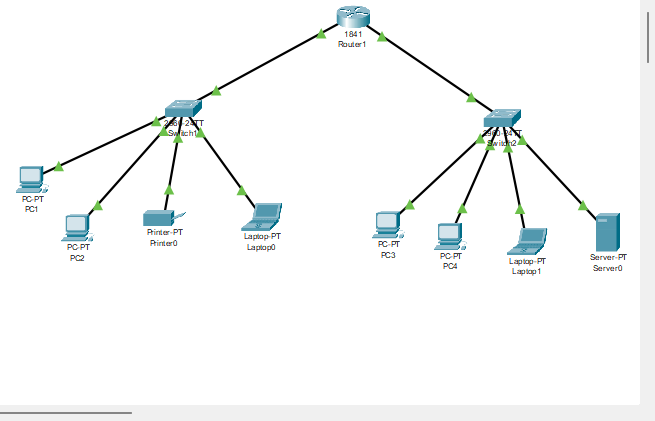 1841
Router1
2960-24TT
Switch1
2960-24TT
Switch2
PC-PT
PC1
PC-PT
PC2
Printer-PT
Printer0
Laptop-PT
Laptop0
PC-PT
PC3
PC-PT
PC4
Laptop-PT
Laptop1
Server-PT
Server0